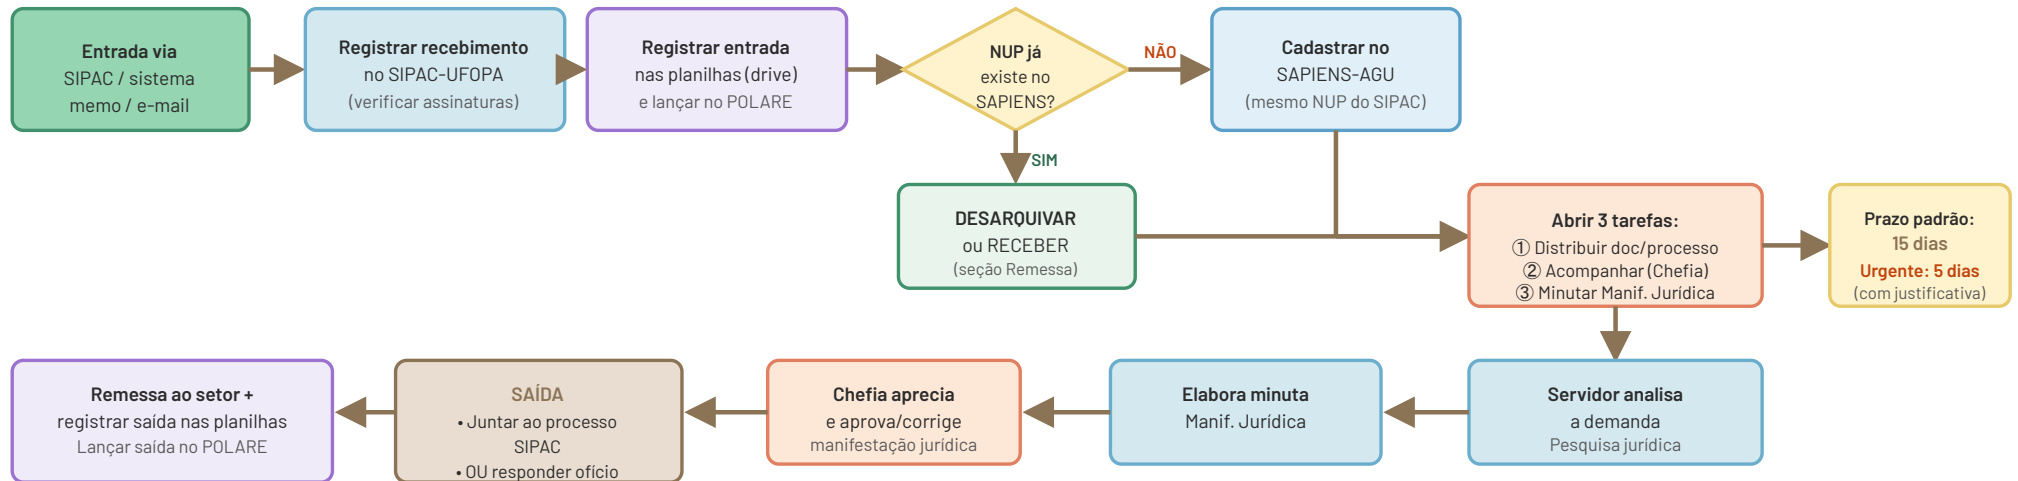 Entrada via
SIPAC / sistema
memo / e-mail
Registrar recebimento
no SIPAC-UFOPA
(verificar assinaturas)
Registrar entrada
nas planilhas (drive)
e lançar no POLARE
NUP já
existe no
SAPIENS?
NÃO
Cadastrar no
SAPIENS-AGU
(mesmo NUP do SIPAC)
SIM
DESARQUIVAR
ou RECEBER
(seção Remessa)
Abrir 3 tarefas:
① Distribuir doc/processo
② Acompanhar (Chefia)
③ Minutar Manif. Jurídica
Prazo padrão:
15 dias
Urgente: 5 dias
(com justificativa)
Servidor analisa
a demanda
Pesquisa jurídica
Elabora minuta
Manif. Jurídica
Chefia aprecia
e aprova/corrige
manifestação jurídica
SAÍDA
• Juntar ao processo
SIPAC
• OU responder ofício
Remessa ao setor +
registrar saída nas planilhas
Lançar saída no POLARE